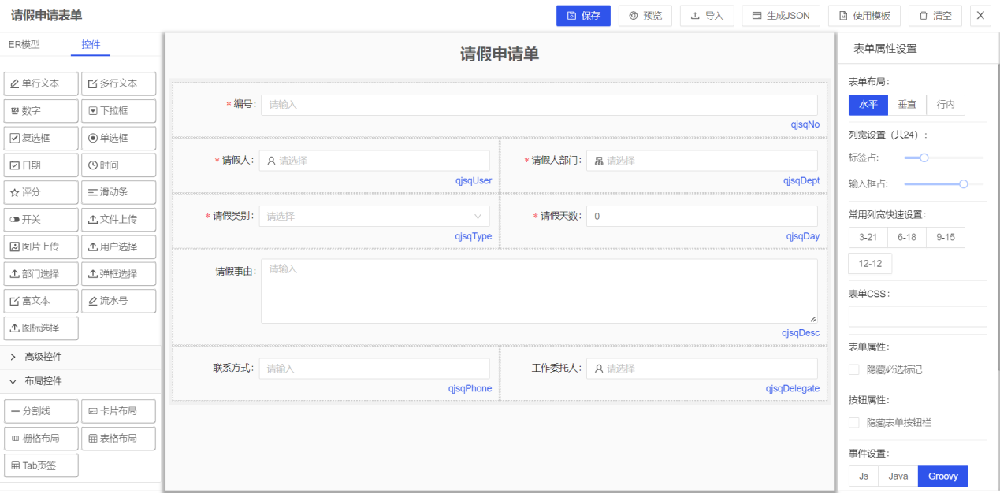 请假申请表单
保存 预览 导入 生成JSON 使用模板 清空 X
ER模型 控件
单行文本 多行文本
数字 下拉框
复选框 单选框
日期 时间
评分 滑动条
开关 文件上传
图片上传 用户选择
部门选择 弹框选择
富文本 流水号
图标选择
高级控件
布局控件
分割线 卡片布局
栅格布局 表格布局
Tab页签
请假申请单
* 编号: 请输入
qjsqNo
* 请假人: 请选择 * 请假人部门: 请选择
qjsqUser qjsqDept
* 请假类别: 请选择 * 请假天数: 0
qjsqType qjsqDay
请假事由: 请输入
qjsqDesc
联系方式: 请输入 工作委托人: 请选择
qjsqPhone qjsqDelegate
表单属性设置
表单布局:
水平 垂直 行内
列宽设置（共24）:
标签占:
输入框占:
常用列宽快速设置:
3-21 6-18 9-15
12-12
表单CSS:
表单属性:
隐藏必选标记
按钮属性:
隐藏表单按钮栏
事件设置:
Js Java Groovy